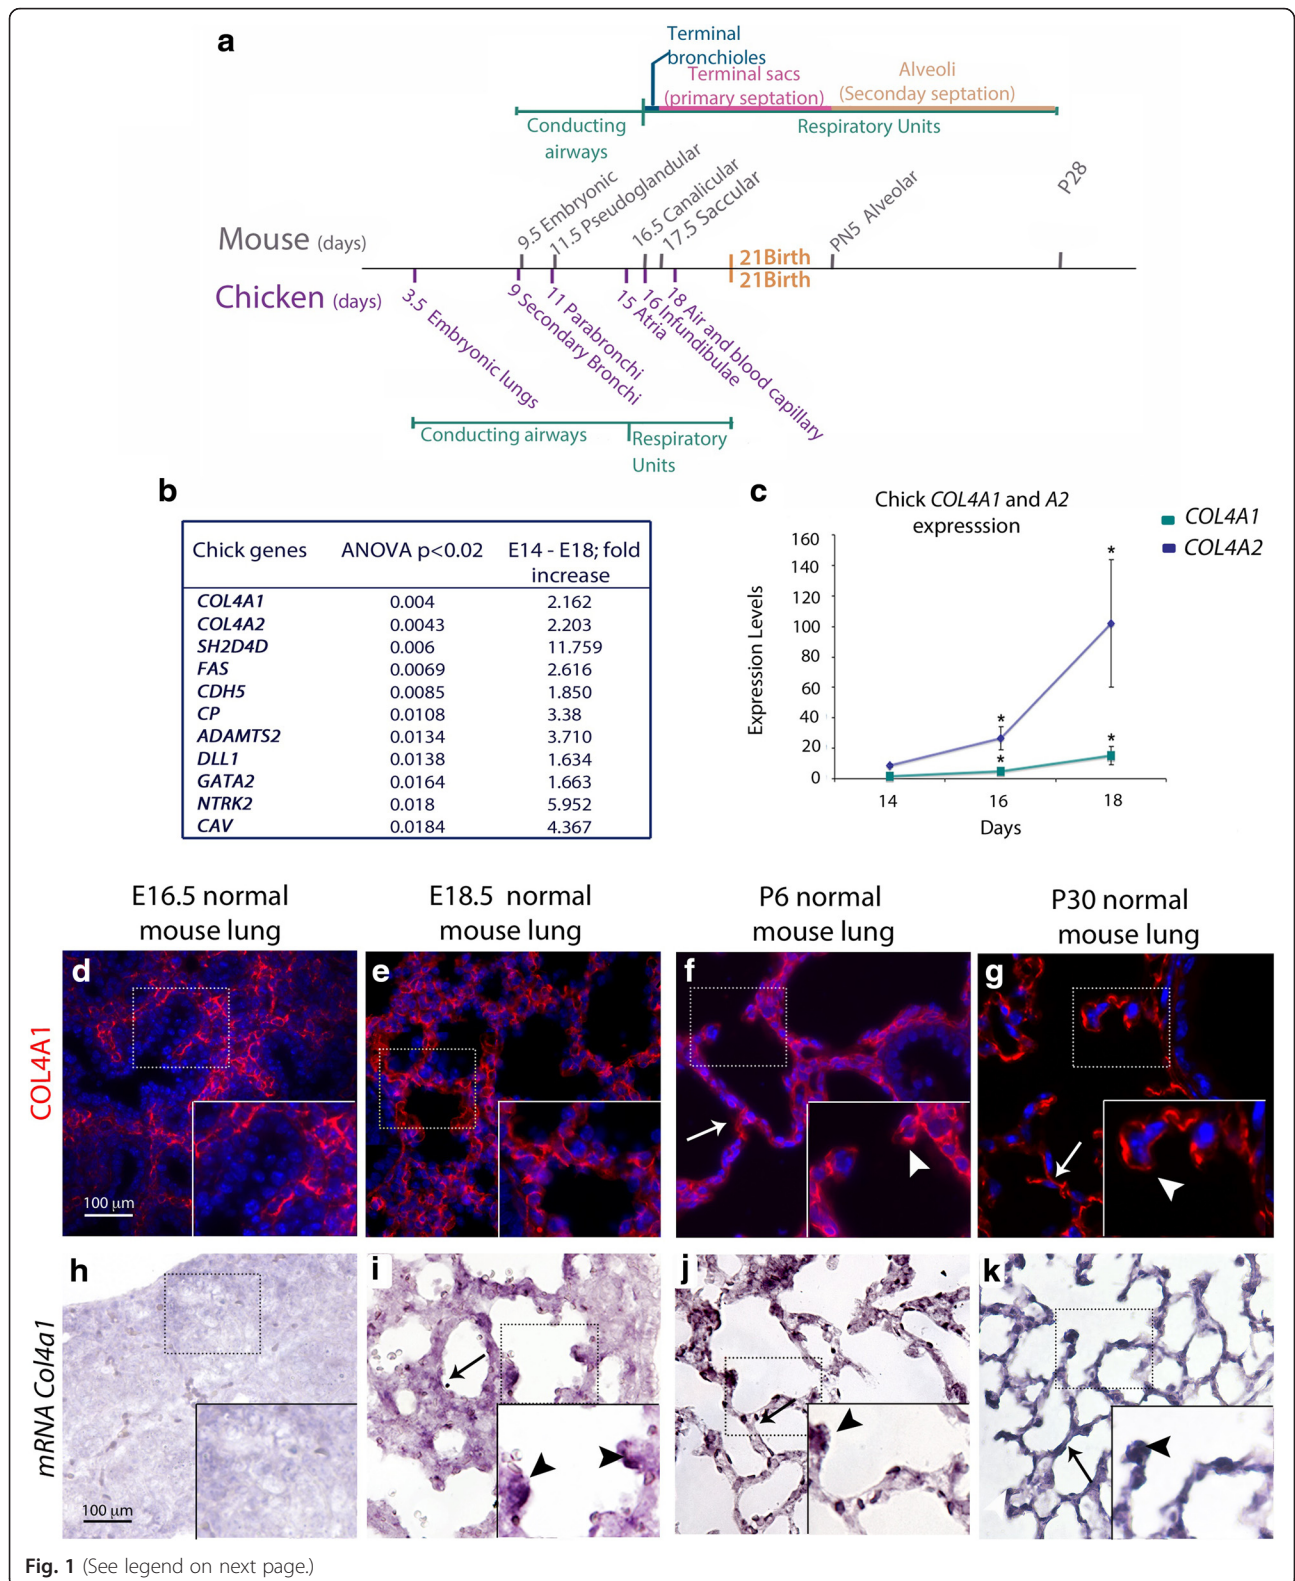 a
Terminal
bronchioles
Terminal sacs
(primary septation)
Alveoli
(Seconday septation)
Conducting
airways
Respiratory Units
Mouse (days)
9.5 Embryonic
11.5 Pseudoglandular
16.5 Canalicular
17.5 Saccular
21Birth
PN5 Alveolar
P28
Chicken (days)
3.5 Embryonic lungs
9 Secondary Bronchi
11 Parabronchi
15 Atria
16 Infundibulae
18 Air and blood capillary
21Birth
Conducting airways
Respiratory
Units
b
Chick genes ANOVA p<0.02 E14 - E18; fold
increase
COL4A1 0.004 2.162
COL4A2 0.0043 2.203
SH2D4D 0.006 11.759
FAS 0.0069 2.616
CDH5 0.0085 1.850
CP 0.0108 3.38
ADAMTS2 0.0134 3.710
DLL1 0.0138 1.634
GATA2 0.0164 1.663
NTRK2 0.018 5.952
CAV 0.0184 4.367
c
Chick COL4A1 and A2
expresssion
COL4A1
COL4A2
Expression Levels
160
140
120
100
80
60
40
20
0
* *
* *
14 16 18
Days
E16.5 normal
mouse lung
E18.5 normal
mouse lung
P6 normal
mouse lung
P30 normal
mouse lung
COL4A1
d
100 µm
e
f
g
mRNA Col4a1
h
100 µm
i
j
k
Fig. 1 (See legend on next page.)